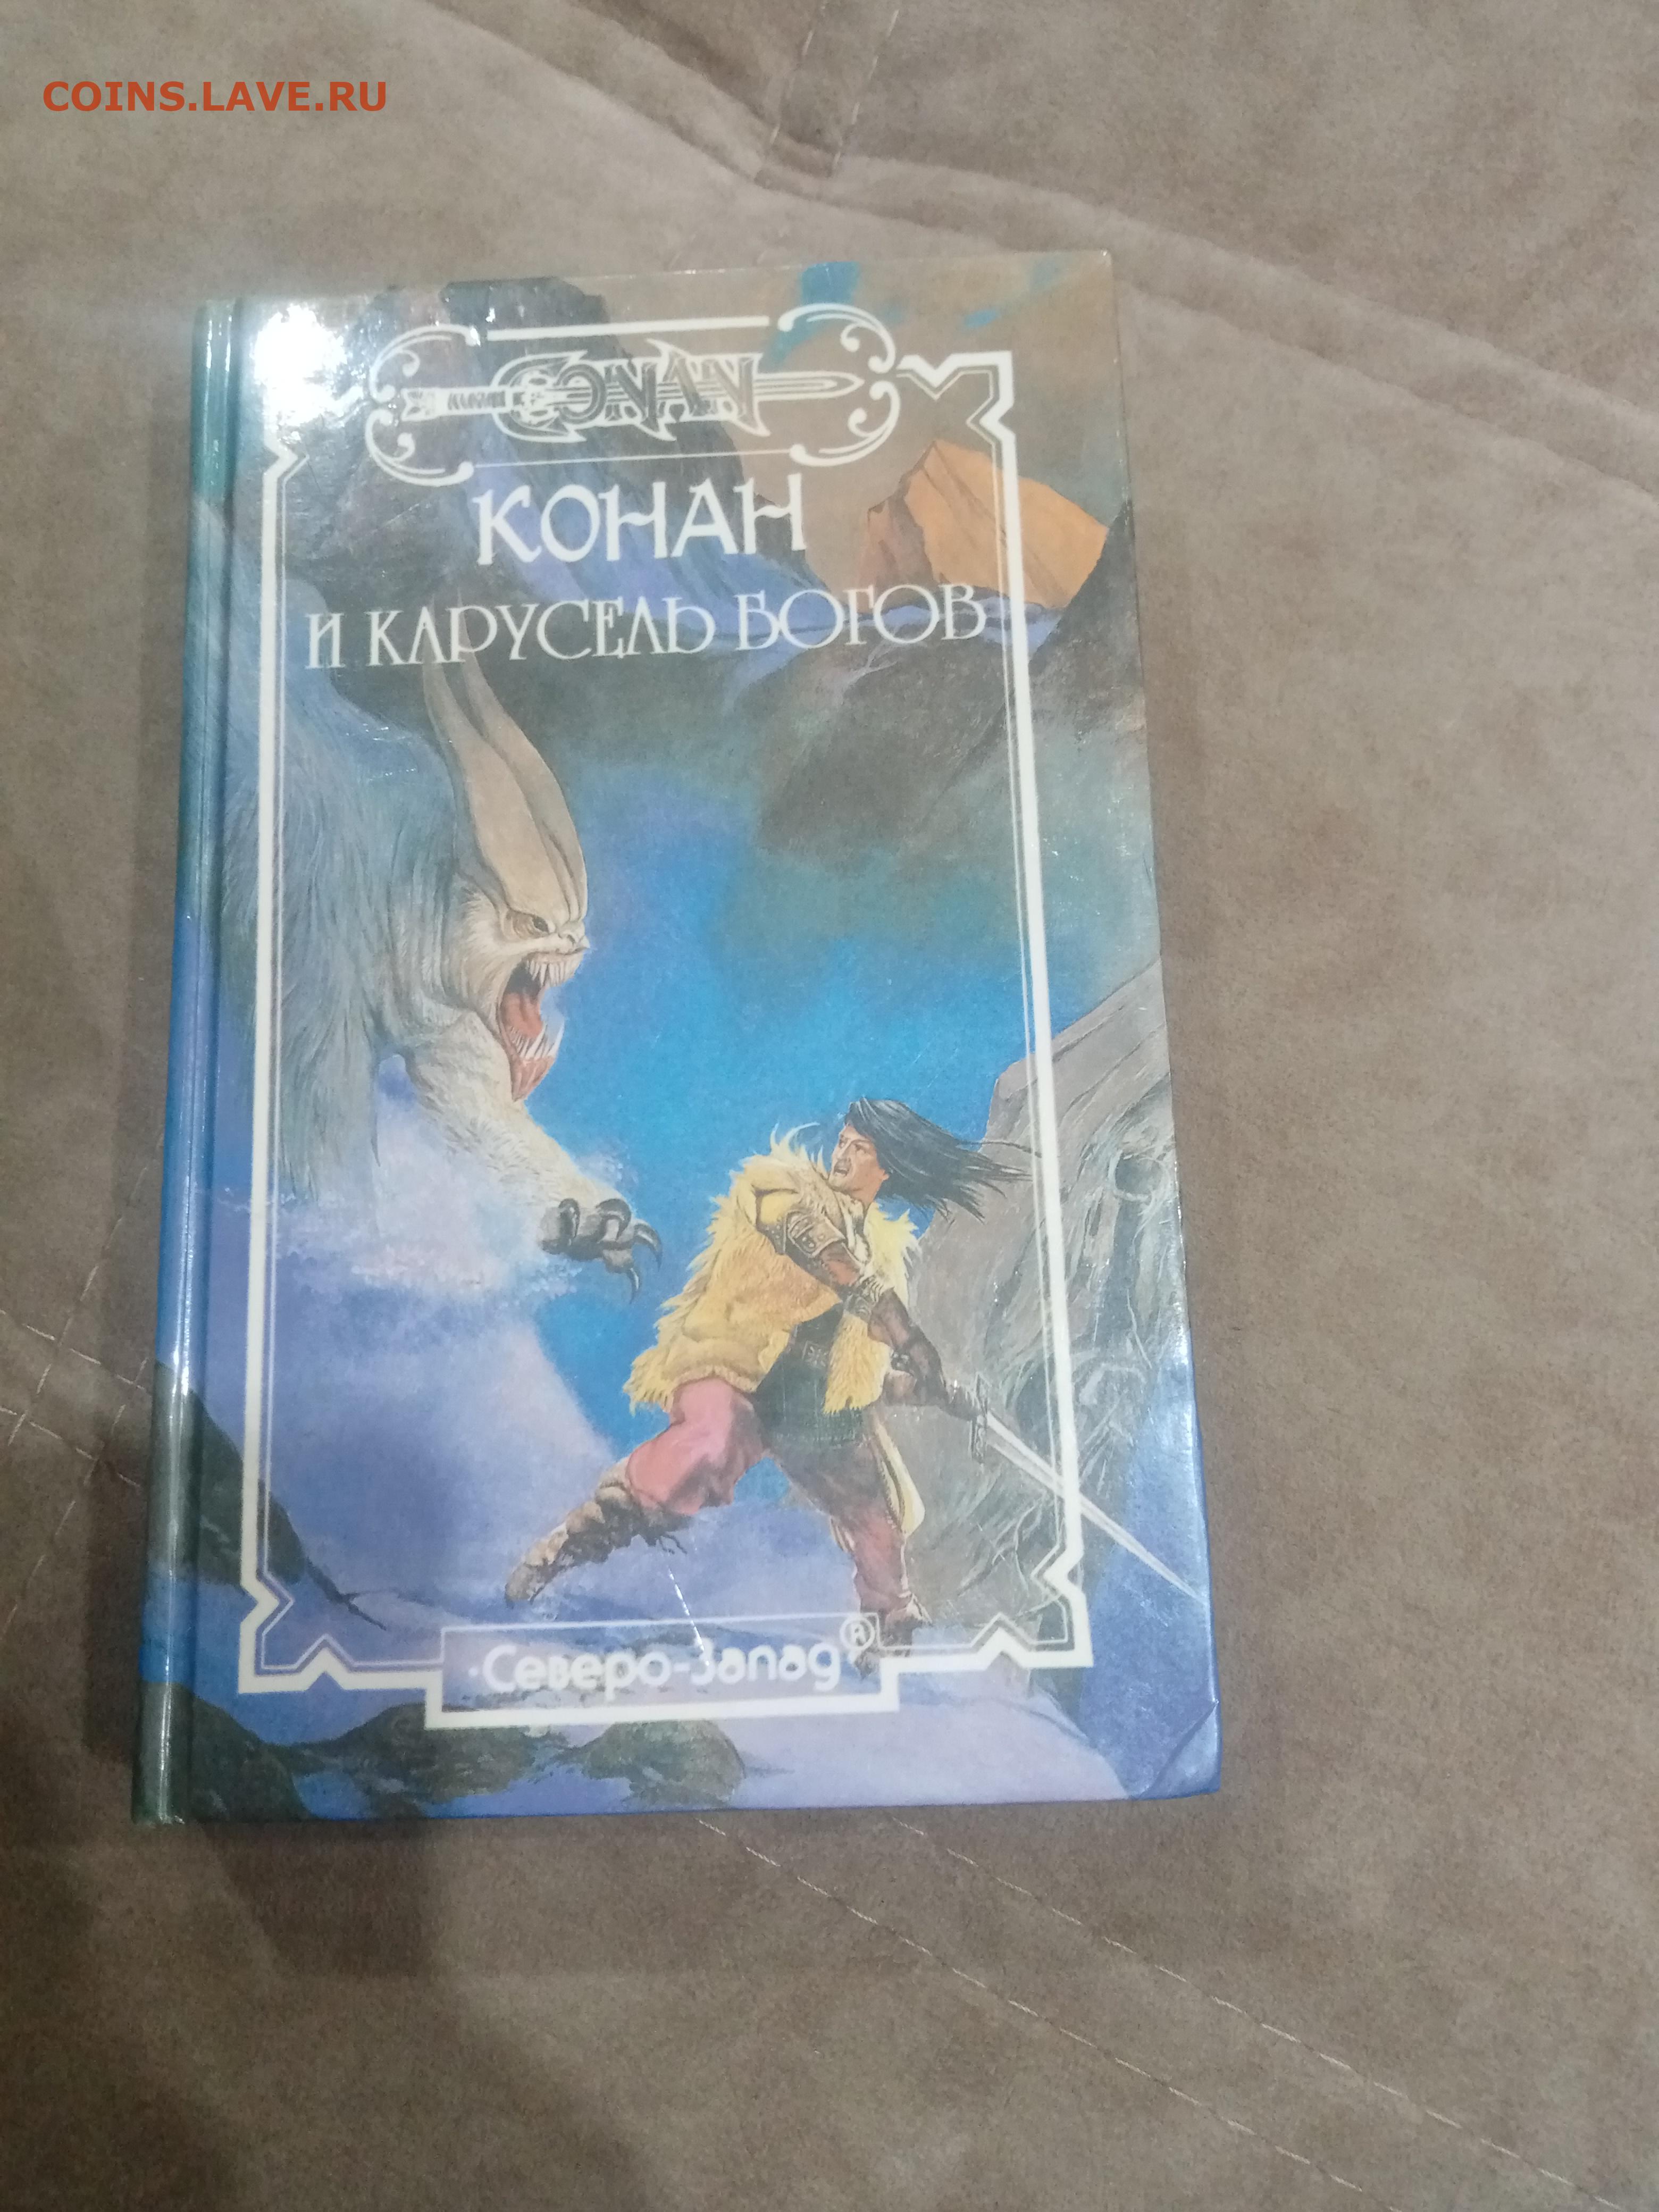 COINS.LAVE.RU
CONAN
КОНАН
И КАРУСЕЛЬ БОГОВ
·Северо-Запад®